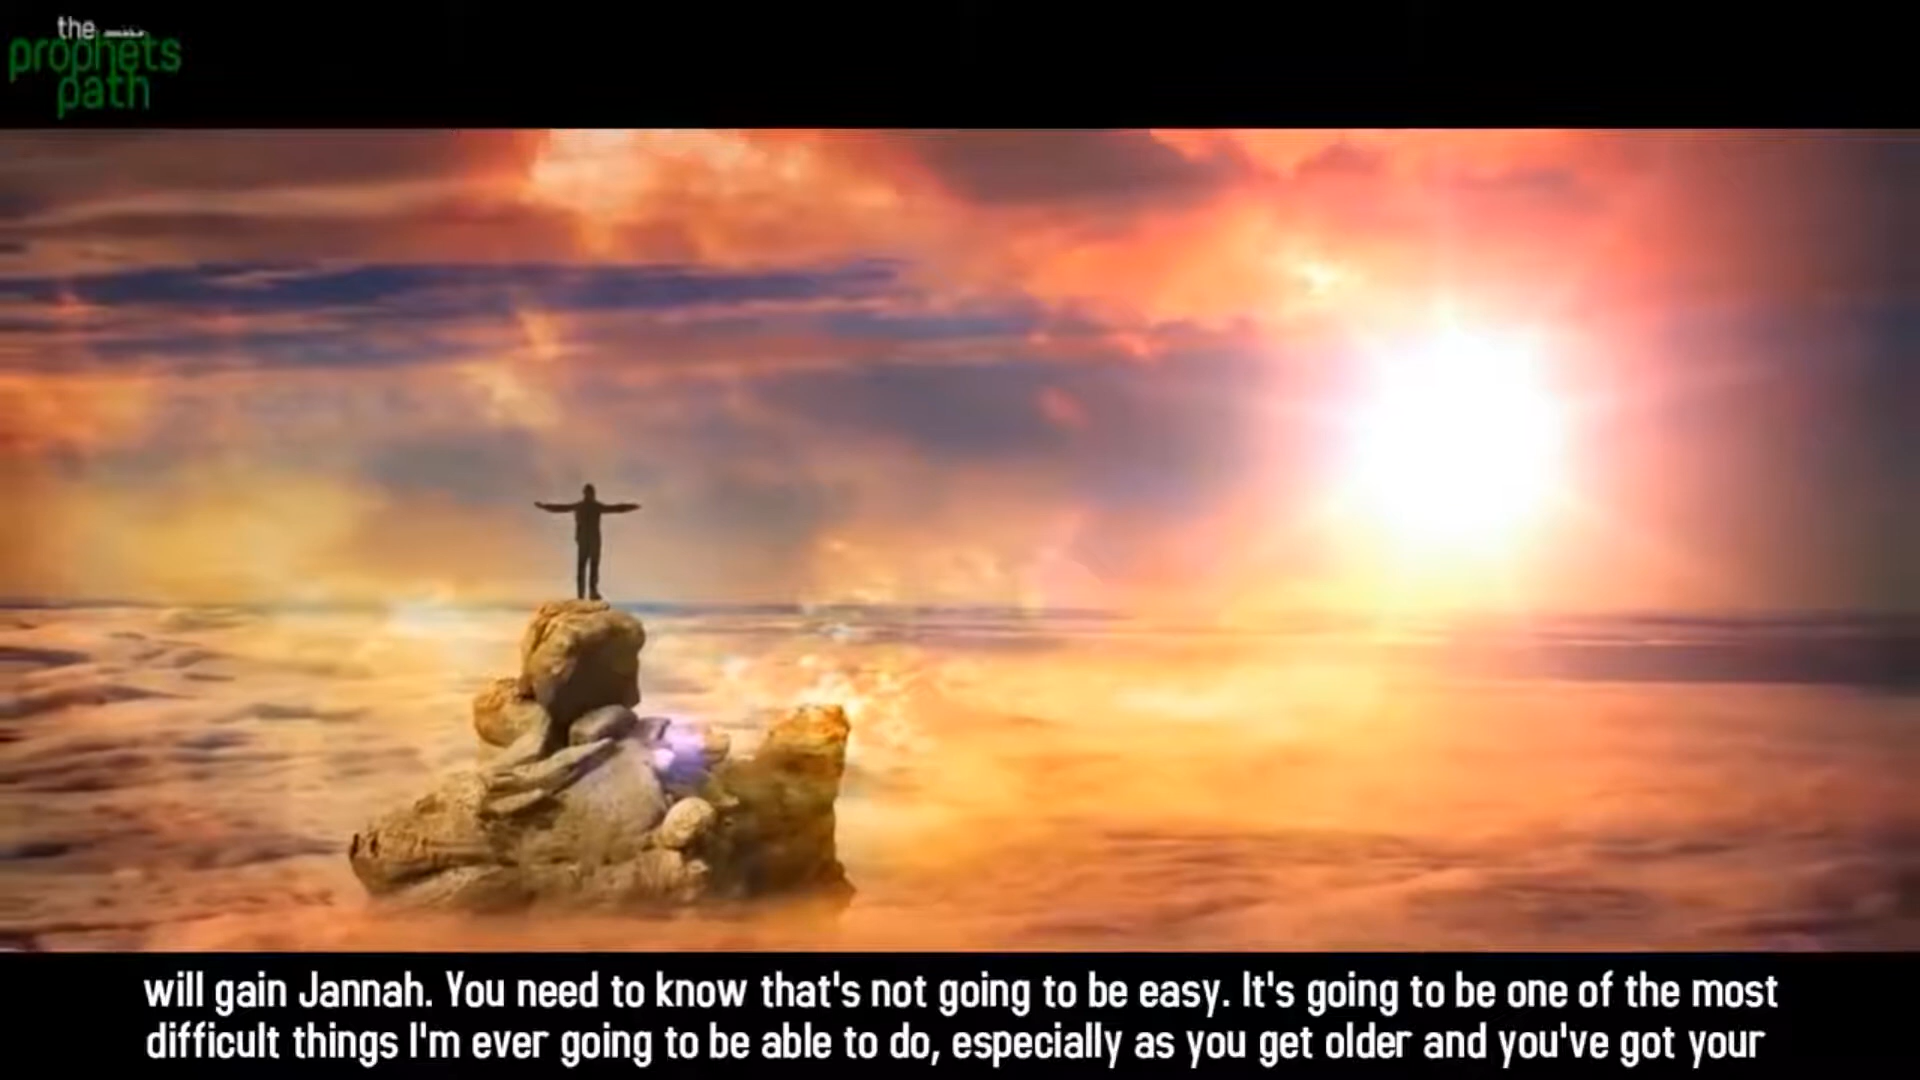 the
prophets
path
will gain Jannah. You need to know that's not going to be easy. It's going to be one of the most
difficult things I'm ever going to be able to do, especially as you get older and you've got your